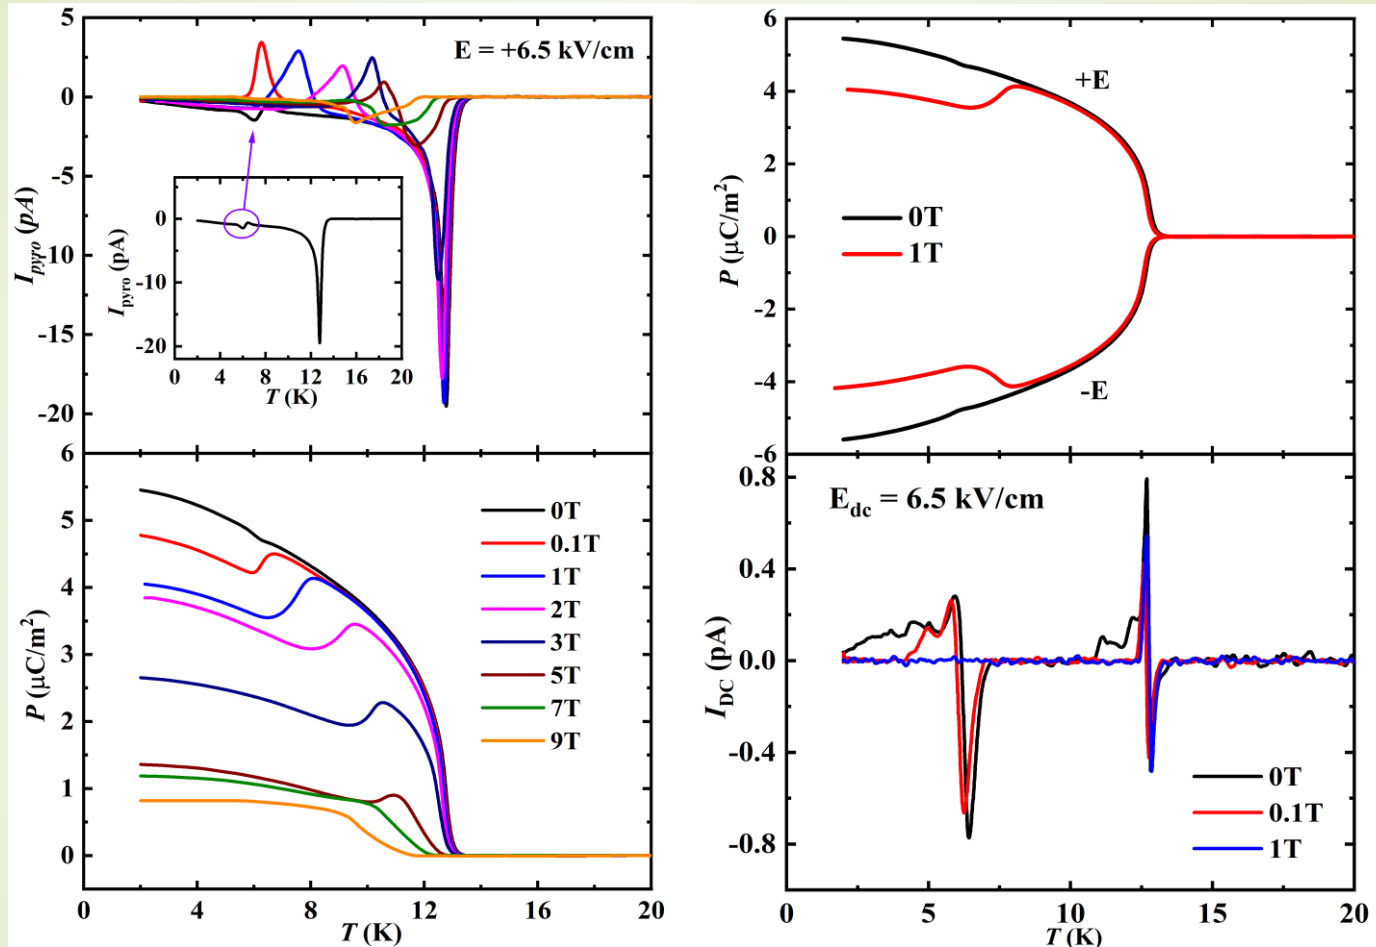 5
0
-5
-10
-15
-20
I_pyro (pA)
E = +6.5 kV/cm
0
-10
-20
I_pyro (pA)
0 4 8 12 16 20
T (K)
6
5
4
3
2
1
0
P (μC/m²)
0T
0.1T
1T
2T
3T
5T
7T
9T
0 4 8 12 16 20
T (K)
6
4
2
0
-2
-4
-6
P (μC/m²)
+E
0T
1T
-E
0.8
0.4
0.0
-0.4
-0.8
I_DC (pA)
E_dc = 6.5 kV/cm
0T
0.1T
1T
0 5 10 15 20
T (K)